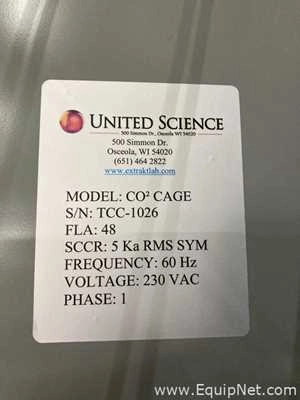 UNITED SCIENCE
500 Simmon Dr., Osceola WI 54020
500 Simmon Dr.
Osceola, WI 54020
(651) 464 2822
www.extraktlab.com
MODEL: CO² CAGE
S/N: TCC-1026
FLA: 48
SCCR: 5 Ka RMS SYM
FREQUENCY: 60 Hz
VOLTAGE: 230 VAC
PHASE: 1
www.EquipNet.com